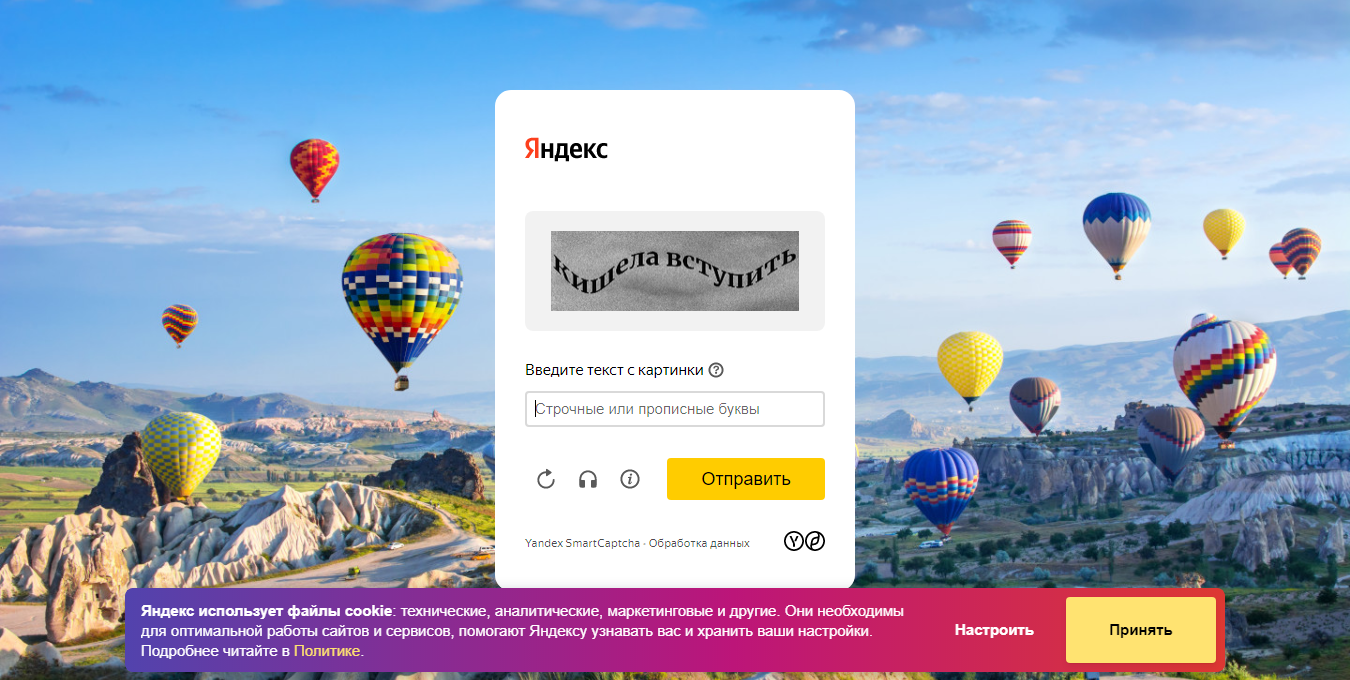 Яндекс
кишела вступить
Введите текст с картинки
Строчные или прописные буквы
Отправить
Yandex SmartCaptcha · Обработка данных
Яндекс использует файлы cookie: технические, аналитические, маркетинговые и другие. Они необходимы
для оптимальной работы сайтов и сервисов, помогают Яндексу узнавать вас и хранить ваши настройки.
Подробнее читайте в Политике.
Настроить
Принять